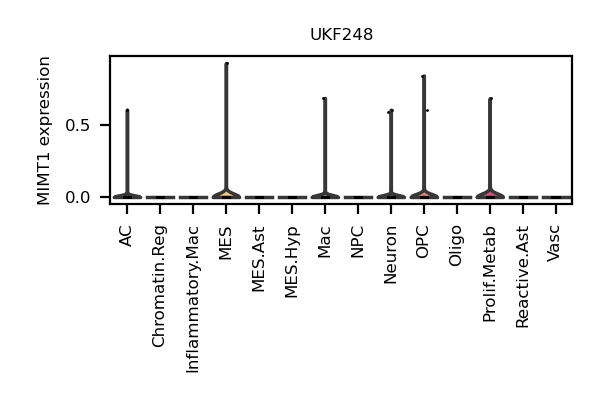 UKF248
MIMT1 expression
0.5
0.0
AC
Chromatin.Reg
Inflammatory.Mac
MES
MES.Ast
MES.Hyp
Mac
NPC
Neuron
OPC
Oligo
Prolif.Metab
Reactive.Ast
Vasc